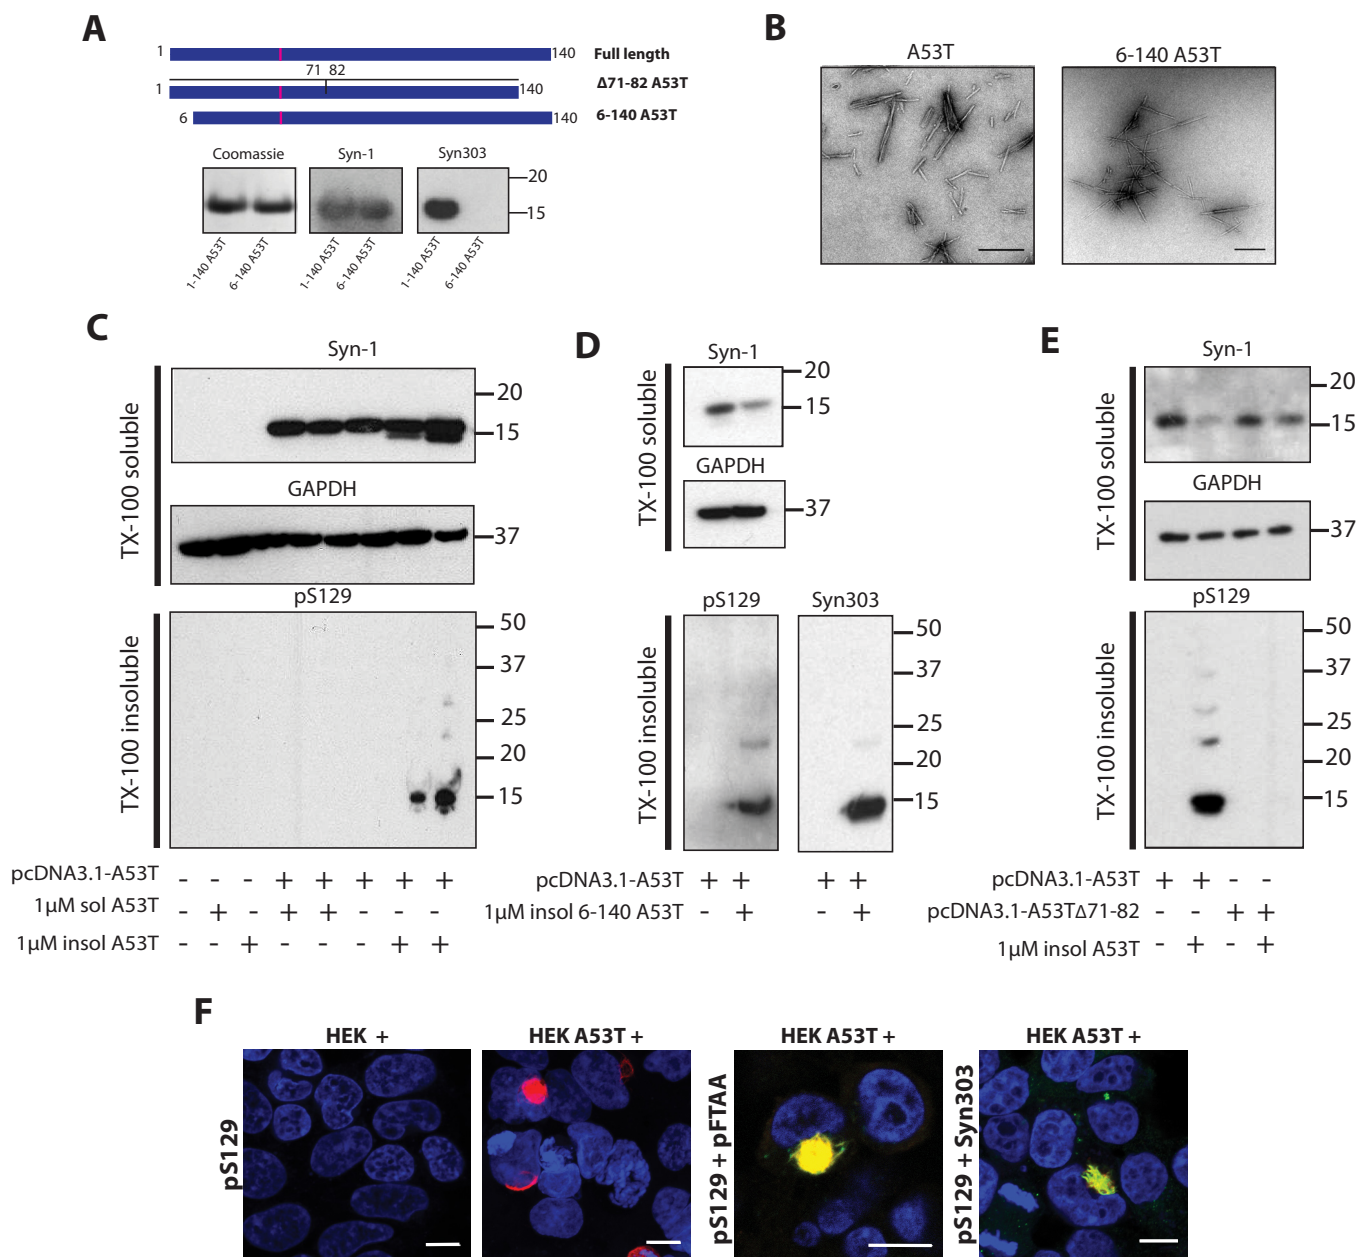 A
1
140
Full length
71 82
1
140
Δ71-82 A53T
6
140
6-140 A53T
Coomassie
Syn-1
Syn303
20
15
1-140 A53T
6-140 A53T
1-140 A53T
6-140 A53T
1-140 A53T
6-140 A53T
B
A53T
6-140 A53T
C
Syn-1
TX-100 soluble
20
15
GAPDH
37
pS129
TX-100 insoluble
50
37
25
20
15
pcDNA3.1-A53T - - - + + + + +
1µM sol A53T - + - + + - - -
1µM insol A53T - - + - - - + +
D
Syn-1
TX-100 soluble
20
15
GAPDH
37
pS129
Syn303
TX-100 insoluble
50
37
25
20
15
pcDNA3.1-A53T + + + +
1µM insol 6-140 A53T - + - +
E
Syn-1
TX-100 soluble
20
15
GAPDH
37
pS129
TX-100 insoluble
50
37
25
20
15
pcDNA3.1-A53T + + - -
pcDNA3.1-A53TΔ71-82 - - + +
1µM insol A53T - + - +
F
HEK +
HEK A53T +
HEK A53T +
HEK A53T +
pS129
pS129 + pFTAA
pS129 + Syn303